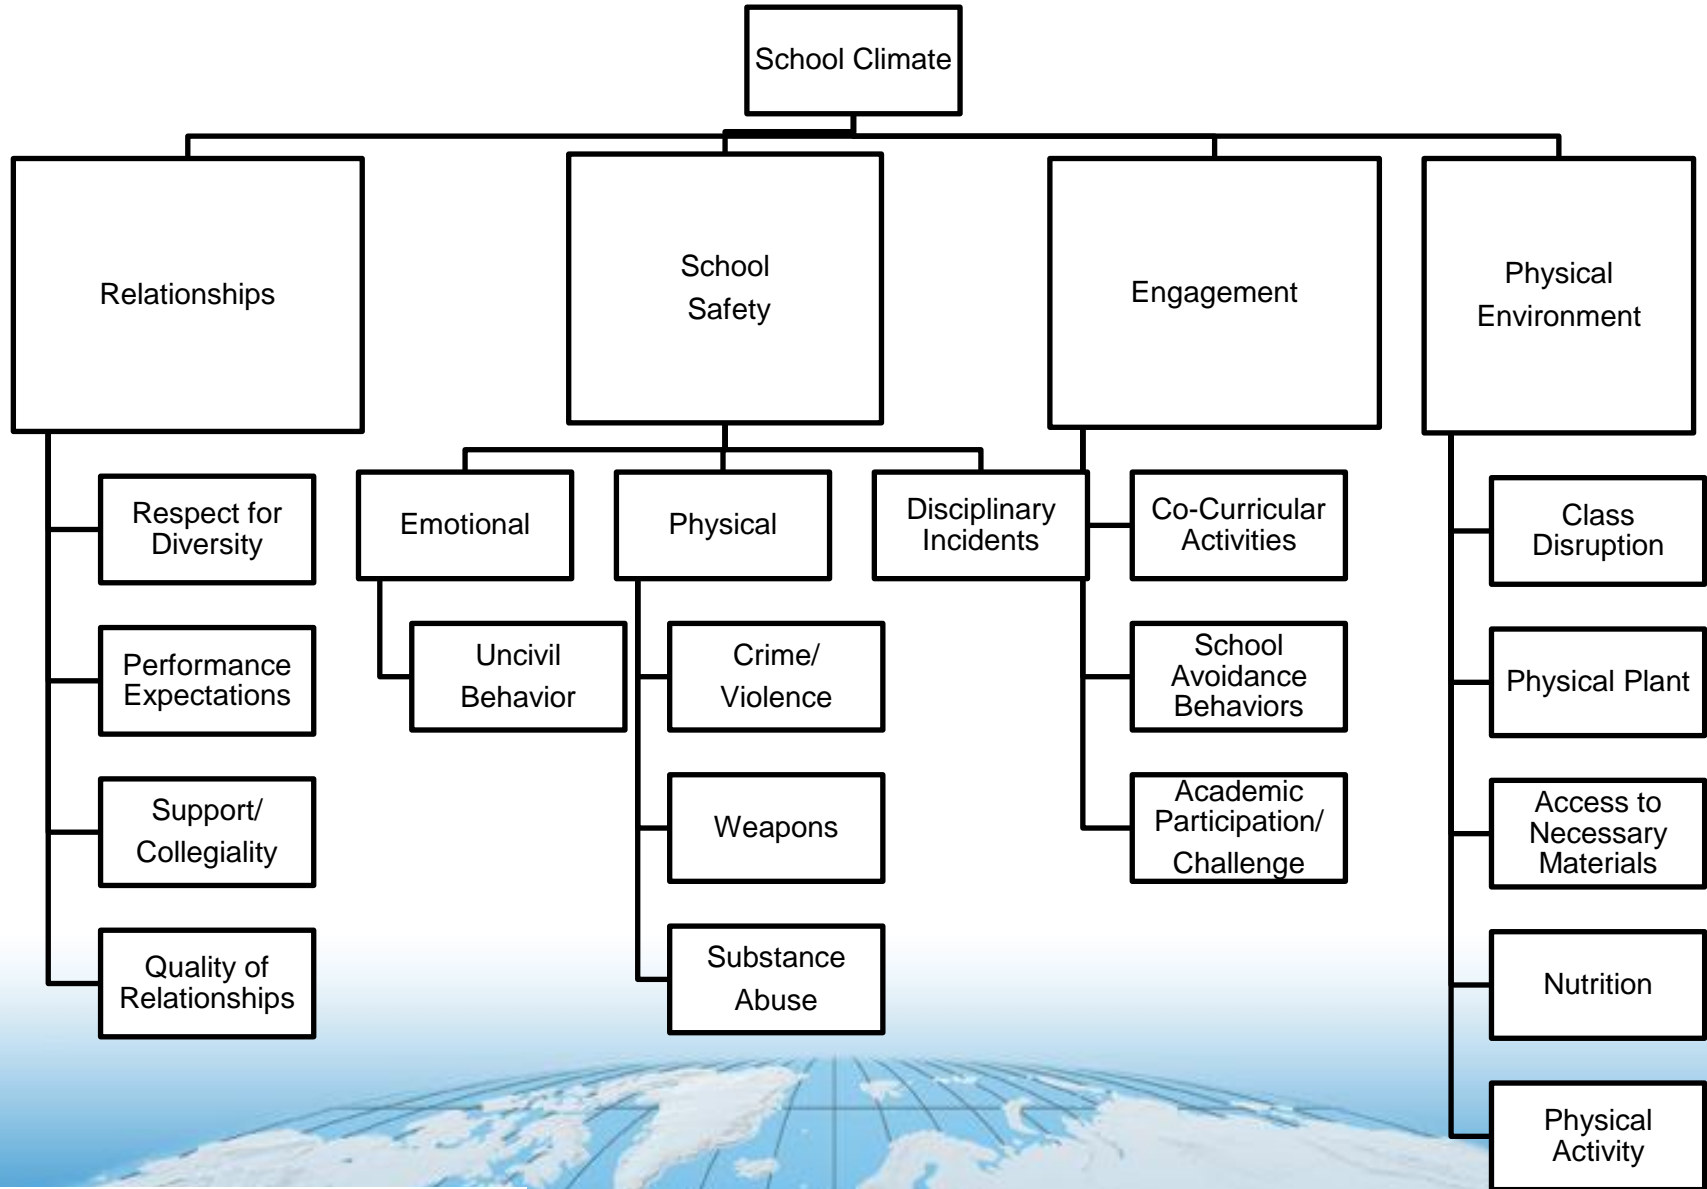 School Climate
Relationships
School
Safety
Engagement
Physical
Environment
Respect for
Diversity
Performance
Expectations
Support/
Collegiality
Quality of
Relationships
Emotional
Uncivil
Behavior
Physical
Crime/
Violence
Weapons
Substance
Abuse
Disciplinary
Incidents
Co-Curricular
Activities
School
Avoidance
Behaviors
Academic
Participation/
Challenge
Class
Disruption
Physical Plant
Access to
Necessary
Materials
Nutrition
Physical
Activity